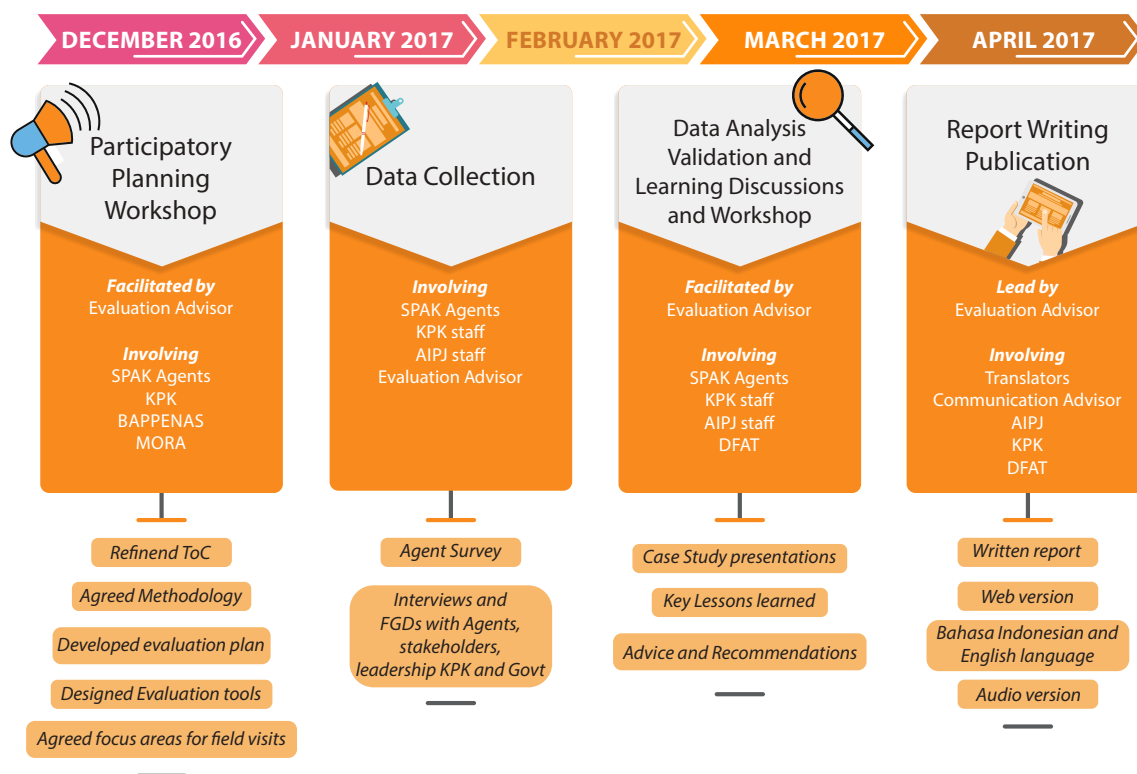 DECEMBER 2016
JANUARY 2017
FEBRUARY 2017
MARCH 2017
APRIL 2017
Participatory
Planning
Workshop
Facilitated by
Evaluation Advisor
Involving
SPAK Agents
KPK
BAPPENAS
MORA
Refinend ToC
Agreed Methodology
Developed evaluation plan
Designed Evaluation tools
Agreed focus areas for field visits
Data Collection
Involving
SPAK Agents
KPK staff
AIPJ staff
Evaluation Advisor
Agent Survey
Interviews and
FGDs with Agents,
stakeholders,
leadership KPK and Govt
Data Analysis
Validation and
Learning Discussions
and Workshop
Facilitated by
Evaluation Advisor
Involving
SPAK Agents
KPK staff
AIPJ staff
DFAT
Case Study presentations
Key Lessons learned
Advice and Recommendations
Report Writing
Publication
Lead by
Evaluation Advisor
Involving
Translators
Communication Advisor
AIPJ
KPK
DFAT
Written report
Web version
Bahasa Indonesian and
English language
Audio version